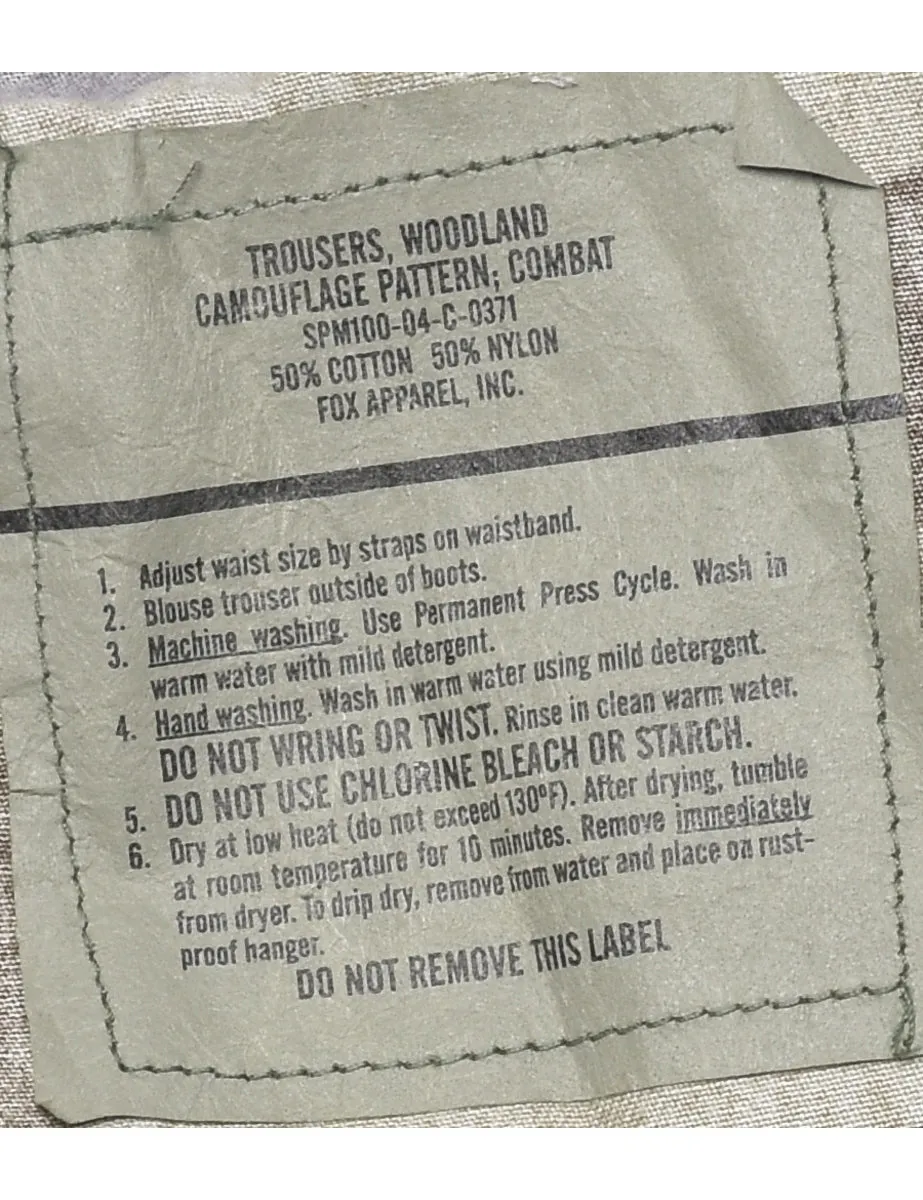 TROUSERS, WOODLAND
CAMOUFLAGE PATTERN; COMBAT
SPM100-04-C-0371
50% COTTON 50% NYLON
FOX APPAREL, INC.
1. Adjust waist size by straps on waistband.
2. Blouse trouser outside of boots.
3. Machine washing. Use Permanent Press Cycle. Wash in
warm water with mild detergent.
4. Hand washing. Wash in warm water using mild detergent.
DO NOT WRING OR TWIST. Rinse in clean warm water.
5. DO NOT USE CHLORINE BLEACH OR STARCH.
6. Dry at low heat (do not exceed 130°F). After drying, tumble
at room temperature for 10 minutes. Remove immediately
from dryer. To drip dry, remove from water and place on rust-
proof hanger.
DO NOT REMOVE THIS LABEL